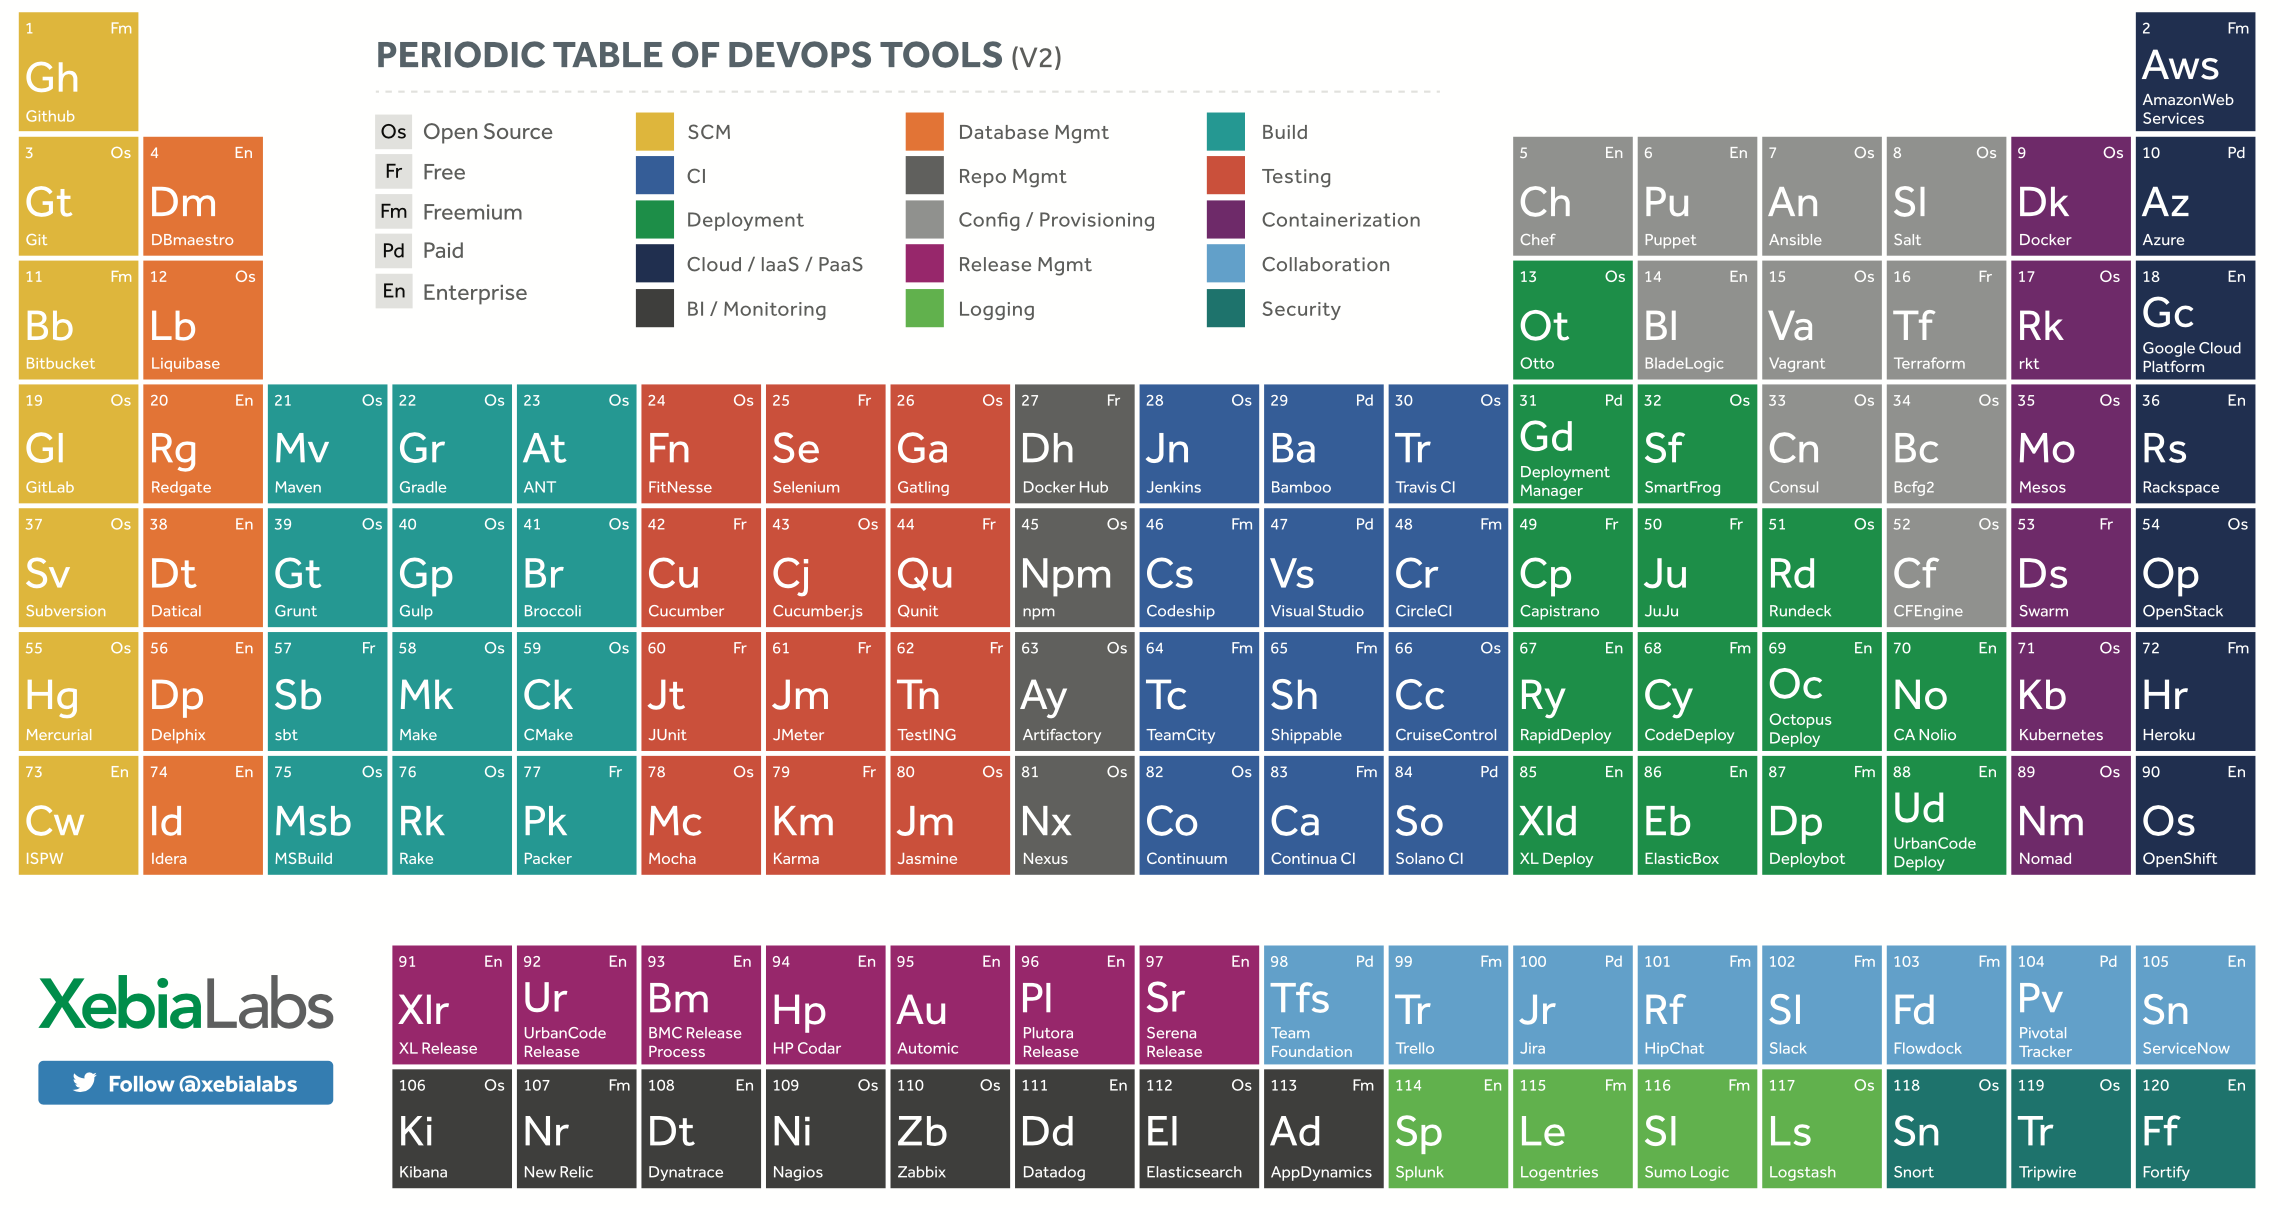 PERIODIC TABLE OF DEVOPS TOOLS (V2)
Os Open Source
Fr Free
Fm Freemium
Pd Paid
En Enterprise
SCM
CI
Deployment
Cloud / IaaS / PaaS
BI / Monitoring
Database Mgmt
Repo Mgmt
Config / Provisioning
Release Mgmt
Logging
Build
Testing
Containerization
Collaboration
Security
1 Fm
Gh
Github
2 Fm
Aws
AmazonWeb
Services
3 Os
Gt
Git
4 En
Dm
DBmaestro
5 En
Ch
Chef
6 En
Pu
Puppet
7 Os
An
Ansible
8 Os
Sl
Salt
9 Os
Dk
Docker
10 Pd
Az
Azure
11 Fm
Bb
Bitbucket
12 Os
Lb
Liquibase
13 Os
Ot
Otto
14 En
Bl
BladeLogic
15 Os
Va
Vagrant
16 Fr
Tf
Terraform
17 Os
Rk
rkt
18 En
Gc
Google Cloud
Platform
19 Os
Gl
GitLab
20 En
Rg
Redgate
21 Os
Mv
Maven
22 Os
Gr
Gradle
23 Os
At
ANT
24 Os
Fn
FitNesse
25 Fr
Se
Selenium
26 Os
Ga
Gatling
27 Fr
Dh
Docker Hub
28 Os
Jn
Jenkins
29 Pd
Ba
Bamboo
30 Os
Tr
Travis CI
31 Pd
Gd
Deployment
Manager
32 Os
Sf
SmartFrog
33 Os
Cn
Consul
34 Os
Bc
Bcfg2
35 Os
Mo
Mesos
36 En
Rs
Rackspace
37 Os
Sv
Subversion
38 En
Dt
Datical
39 Os
Gt
Grunt
40 Os
Gp
Gulp
41 Os
Br
Broccoli
42 Fr
Cu
Cucumber
43 Os
Cj
Cucumber.js
44 Fr
Qu
Qunit
45 Os
Npm
npm
46 Fm
Cs
Codeship
47 Pd
Vs
Visual Studio
48 Fm
Cr
CircleCI
49 Fr
Cp
Capistrano
50 Fr
Ju
JuJu
51 Os
Rd
Rundeck
52 Os
Cf
CFEngine
53 Fr
Ds
Swarm
54 Os
Op
OpenStack
55 Os
Hg
Mercurial
56 En
Dp
Delphix
57 Fr
Sb
sbt
58 Os
Mk
Make
59 Os
Ck
CMake
60 Fr
Jt
JUnit
61 Fr
Jm
JMeter
62 Fr
Tn
TestING
63 Os
Ay
Artifactory
64 Fm
Tc
TeamCity
65 Fm
Sh
Shippable
66 Os
Cc
CruiseControl
67 En
Ry
RapidDeploy
68 Fm
Cy
CodeDeploy
69 En
Oc
Octopus
Deploy
70 En
No
CA Nolio
71 Os
Kb
Kubernetes
72 Fm
Hr
Heroku
73 En
Cw
ISPW
74 En
Id
Idera
75 Os
Msb
MSBuild
76 Os
Rk
Rake
77 Fr
Pk
Packer
78 Os
Mc
Mocha
79 Fr
Km
Karma
80 Os
Jm
Jasmine
81 Os
Nx
Nexus
82 Os
Co
Continuum
83 Fm
Ca
Continua CI
84 Pd
So
Solano CI
85 En
Xld
XL Deploy
86 En
Eb
ElasticBox
87 Fm
Dp
Deploybot
88 En
Ud
UrbanCode
Deploy
89 Os
Nm
Nomad
90 En
Os
OpenShift
XebiaLabs
Follow @xebialabs
91 En
Xlr
XL Release
92 En
Ur
UrbanCode
Release
93 En
Bm
BMC Release
Process
94 En
Hp
HP Codar
95 En
Au
Automic
96 En
Pl
Plutora
Release
97 En
Sr
Serena
Release
98 Pd
Tfs
Team
Foundation
99 Fm
Tr
Trello
100 Pd
Jr
Jira
101 Fm
Rf
HipChat
102 Fm
Sl
Slack
103 Fm
Fd
Flowdock
104 Pd
Pv
Pivotal
Tracker
105 En
Sn
ServiceNow
106 Os
Ki
Kibana
107 Fm
Nr
New Relic
108 En
Dt
Dynatrace
109 Os
Ni
Nagios
110 Os
Zb
Zabbix
111 En
Dd
Datadog
112 Os
El
Elasticsearch
113 Fm
Ad
AppDynamics
114 En
Sp
Splunk
115 Fm
Le
Logentries
116 Fm
Sl
Sumo Logic
117 Os
Ls
Logstash
118 Os
Sn
Snort
119 Os
Tr
Tripwire
120 En
Ff
Fortify